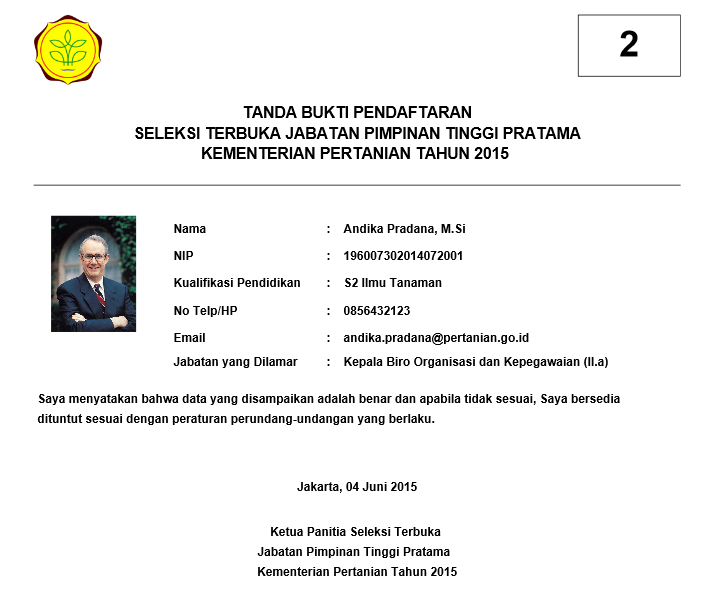 2
TANDA BUKTI PENDAFTARAN
SELEKSI TERBUKA JABATAN PIMPINAN TINGGI PRATAMA
KEMENTERIAN PERTANIAN TAHUN 2015
Nama : Andika Pradana, M.Si
NIP : 196007302014072001
Kualifikasi Pendidikan : S2 Ilmu Tanaman
No Telp/HP : 0856432123
Email : andika.pradana@pertanian.go.id
Jabatan yang Dilamar : Kepala Biro Organisasi dan Kepegawaian (II.a)
Saya menyatakan bahwa data yang disampaikan adalah benar dan apabila tidak sesuai, Saya bersedia
dituntut sesuai dengan peraturan perundang-undangan yang berlaku.
Jakarta, 04 Juni 2015
Ketua Panitia Seleksi Terbuka
Jabatan Pimpinan Tinggi Pratama
Kementerian Pertanian Tahun 2015